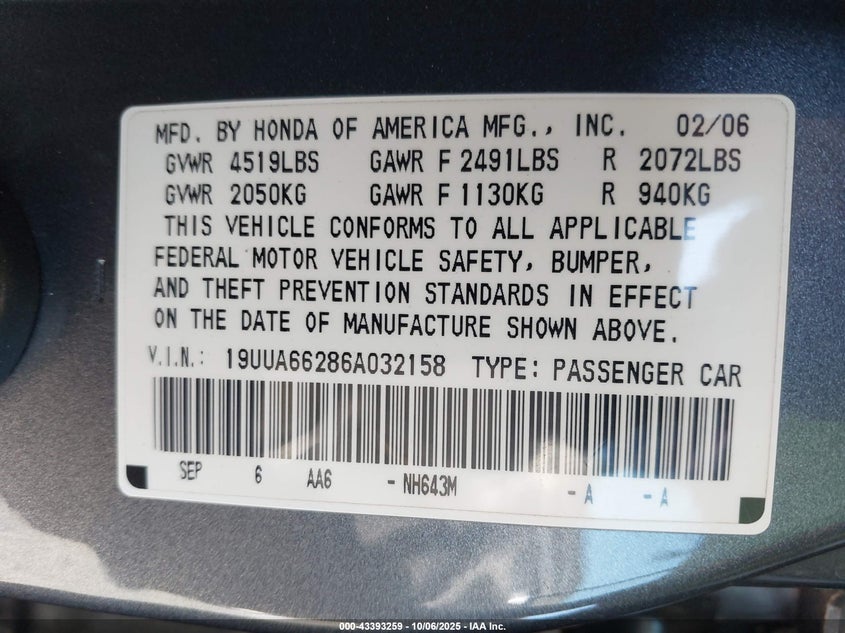 MFD. BY HONDA OF AMERICA MFG., INC. 02/06
GVWR 4519LBS GAWR F 2491LBS R 2072LBS
GVWR 2050KG GAWR F 1130KG R 940KG
THIS VEHICLE CONFORMS TO ALL APPLICABLE
FEDERAL MOTOR VEHICLE SAFETY, BUMPER,
AND THEFT PREVENTION STANDARDS IN EFFECT
ON THE DATE OF MANUFACTURE SHOWN ABOVE.
V.I.N.: 19UUA66286A032158 TYPE: PASSENGER CAR
SEP 6 AA6 -NH643M -A -A
000-43393259 - 10/06/2025 - IAA Inc.